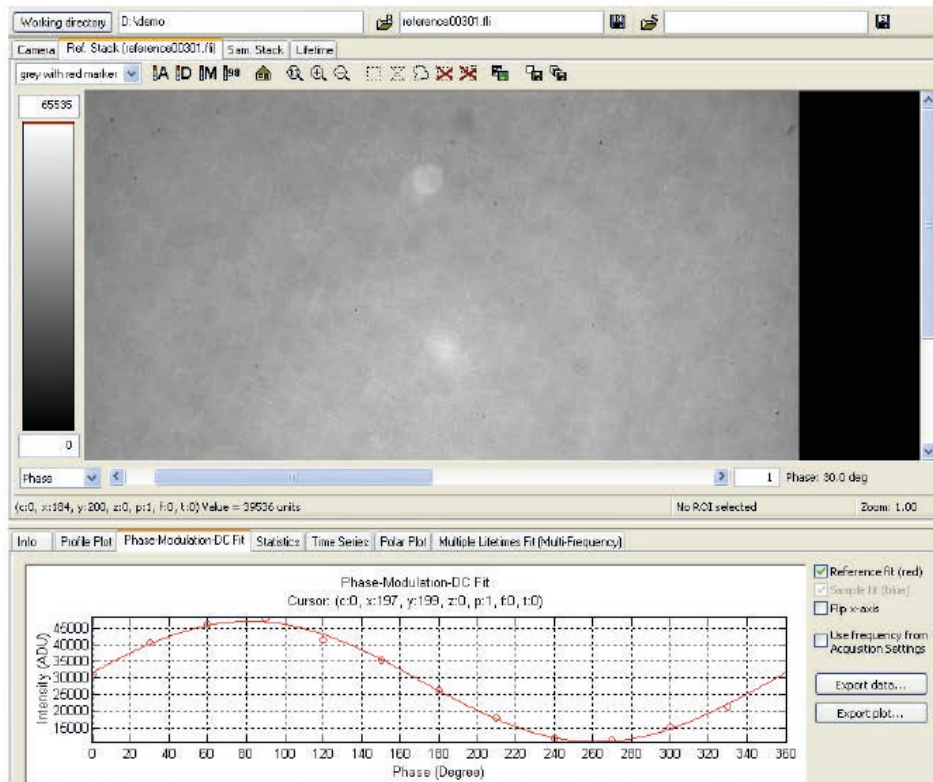 Working directory D:\demo reference00301.fli
Camera Ref. Stack (reference00301.fli) Sam. Stack Lifetime
grey with red marker A D M 98
65535
0
Phase 1 Phase: 30.0 deg
(c:0, x:184, y:200, z:0, p:1, f:0, t:0) Value = 39536 units No ROI selected Zoom: 1.00
Info Profile Plot Phase-Modulation-DC Fit Statistics Time Series Polar Plot Multiple Lifetimes Fit (Multi-Frequency)
Phase-Modulation-DC Fit
Cursor: (c:0, x:197, y:199, z:0, p:1, f:0, t:0)
Intensity (ADU)
45000
40000
35000
30000
25000
20000
15000
0 20 40 60 80 100 120 140 160 180 200 220 240 260 280 300 320 340 360
Phase (Degree)
Reference fit (red)
Sample fit (blue)
Flip x-axis
Use frequency from
Acquisition Settings
Export data...
Export plot...